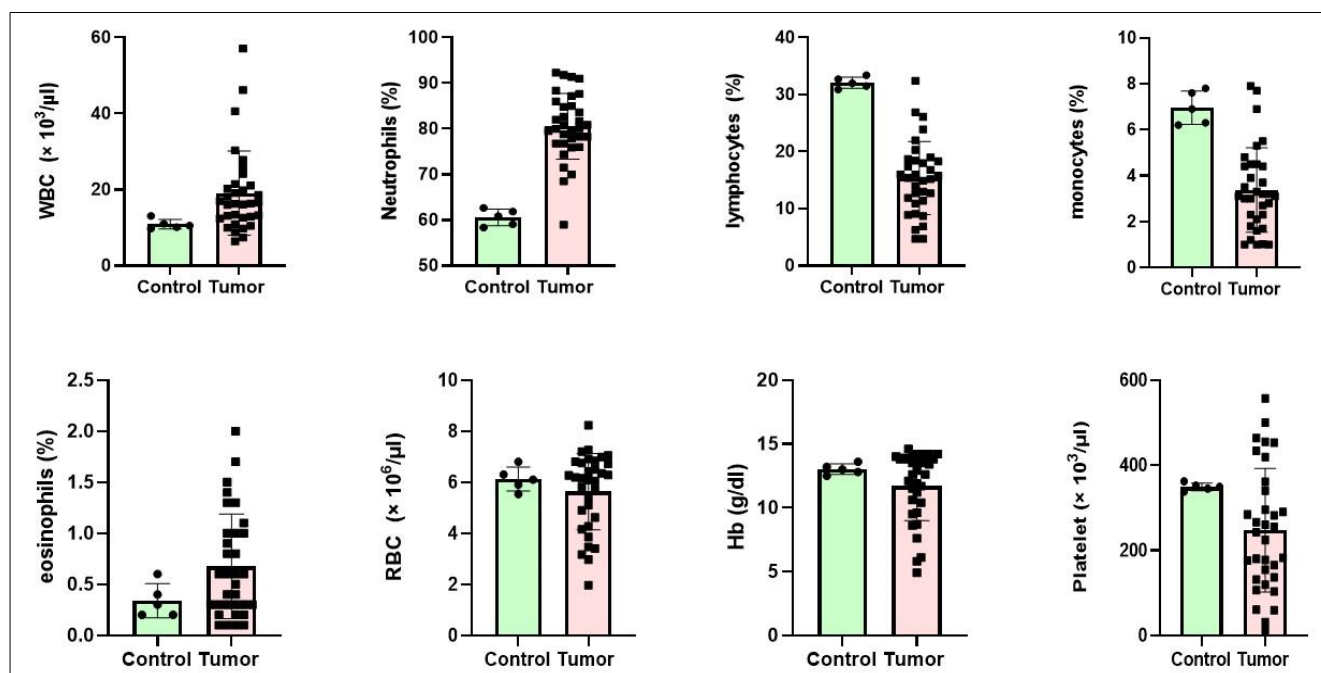 WBC (× 10³/µl)
60
40
20
0
Control Tumor
Neutrophils (%)
100
90
80
70
60
50
Control Tumor
lymphocytes (%)
40
30
20
10
0
Control Tumor
monocytes (%)
10
8
6
4
2
0
Control Tumor
eosinophils (%)
2.5
2.0
1.5
1.0
0.5
0.0
Control Tumor
RBC (× 10⁶/µl)
10
8
6
4
2
0
Control Tumor
Hb (g/dl)
20
15
10
5
0
Control Tumor
Platelet (× 10³/µl)
600
400
200
0
Control Tumor